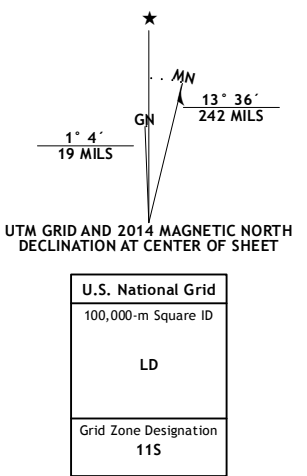 MN
GN
13° 36´
242 MILS
1° 4´
19 MILS
UTM GRID AND 2014 MAGNETIC NORTH
DECLINATION AT CENTER OF SHEET
U.S. National Grid
100,000-m Square ID
LD
Grid Zone Designation
11S